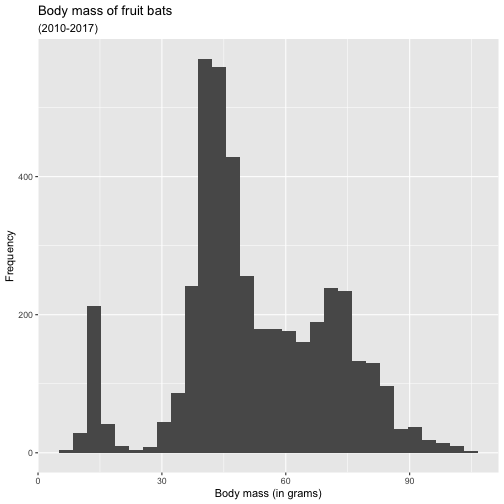 Body mass of fruit bats
(2010-2017)
Frequency
400
200
0
0 30 60 90
Body mass (in grams)